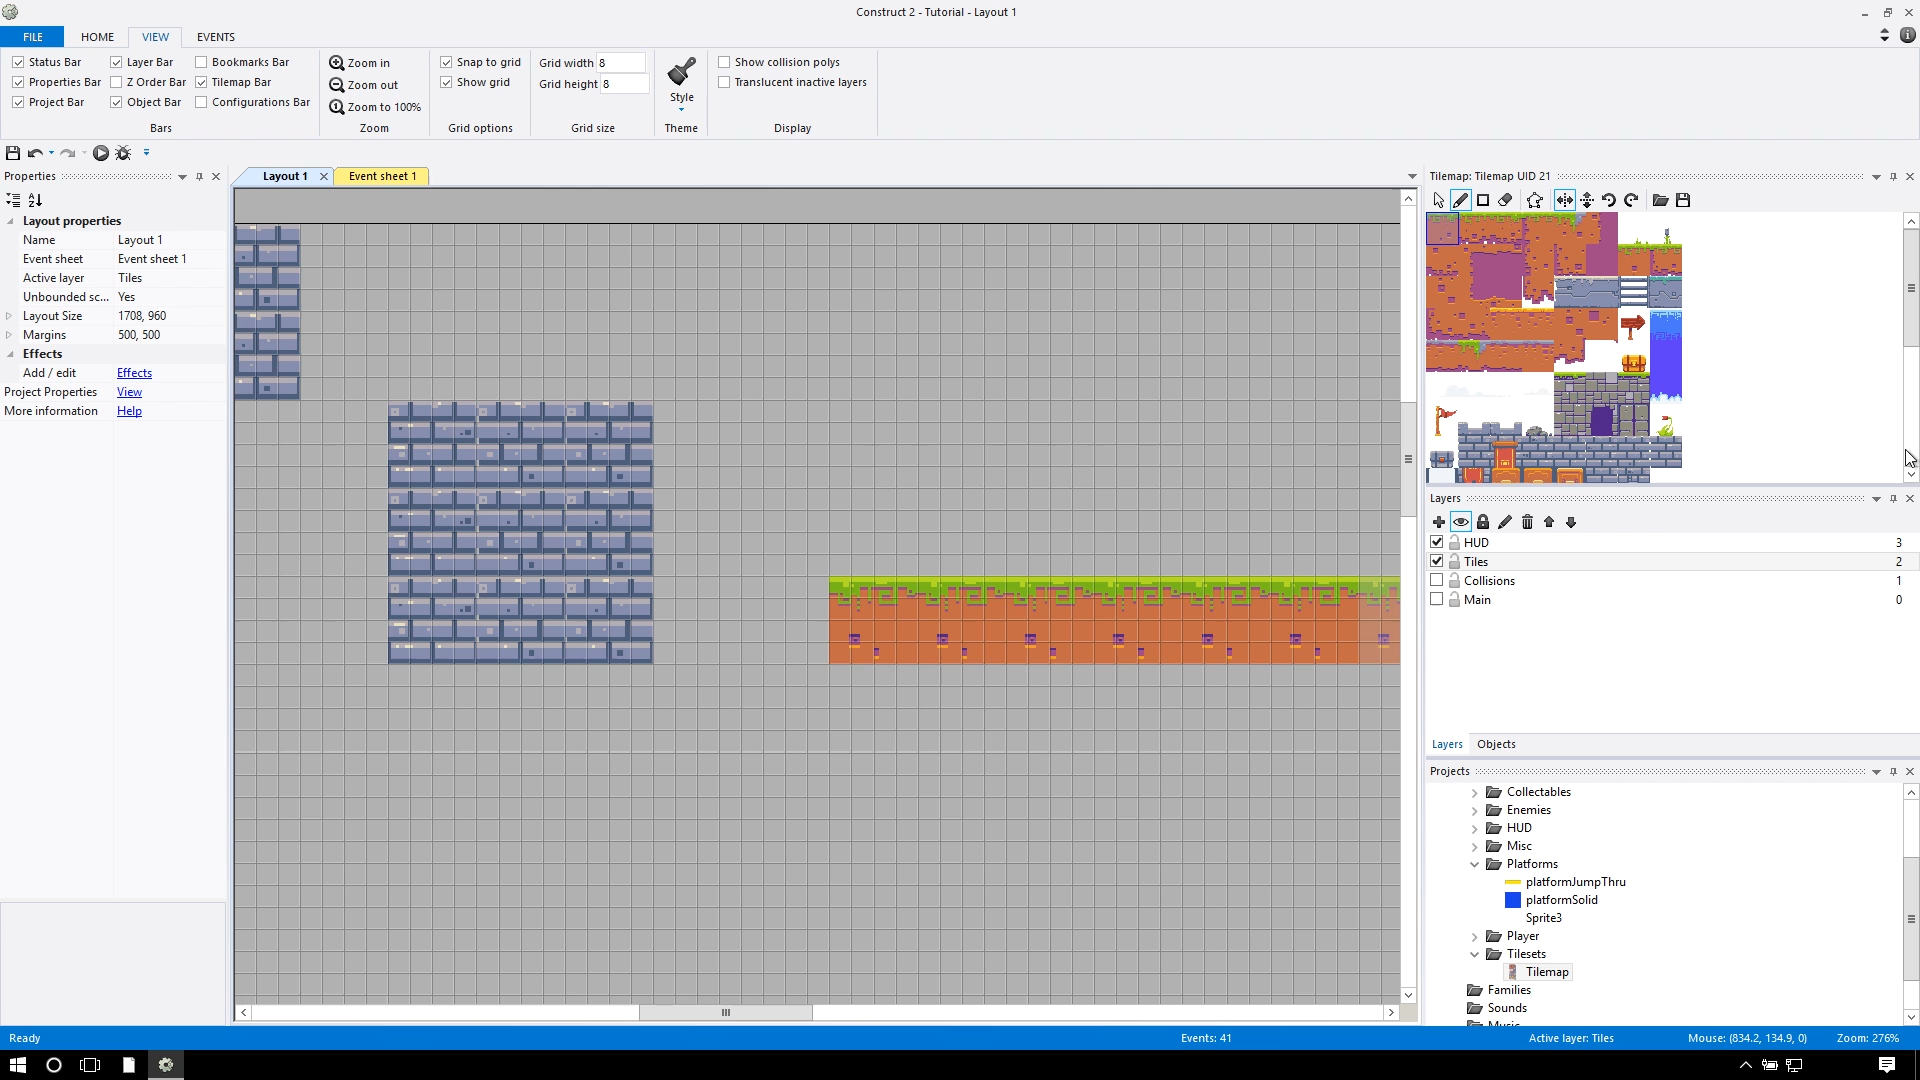 Construct 2 - Tutorial - Layout 1
FILE HOME VIEW EVENTS
Status Bar Layer Bar Bookmarks Bar
Properties Bar Z Order Bar Tilemap Bar
Project Bar Object Bar Configurations Bar
Bars
Zoom in
Zoom out
Zoom to 100%
Zoom
Snap to grid
Show grid
Grid options
Grid width 8
Grid height 8
Grid size
Style
Theme
Show collision polys
Translucent inactive layers
Display
Properties
Layout properties
Name Layout 1
Event sheet Event sheet 1
Active layer Tiles
Unbounded sc... Yes
Layout Size 1708, 960
Margins 500, 500
Effects
Add / edit Effects
Project Properties View
More information Help
Layout 1 Event sheet 1
Tilemap: Tilemap UID 21
Layers
HUD 3
Tiles 2
Collisions 1
Main 0
Layers Objects
Projects
Collectables
Enemies
HUD
Misc
Platforms
platformJumpThru
platformSolid
Sprite3
Player
Tilesets
Tilemap
Families
Sounds
Music
Ready Events: 41 Active layer: Tiles Mouse: (834.2, 134.9, 0) Zoom: 276%